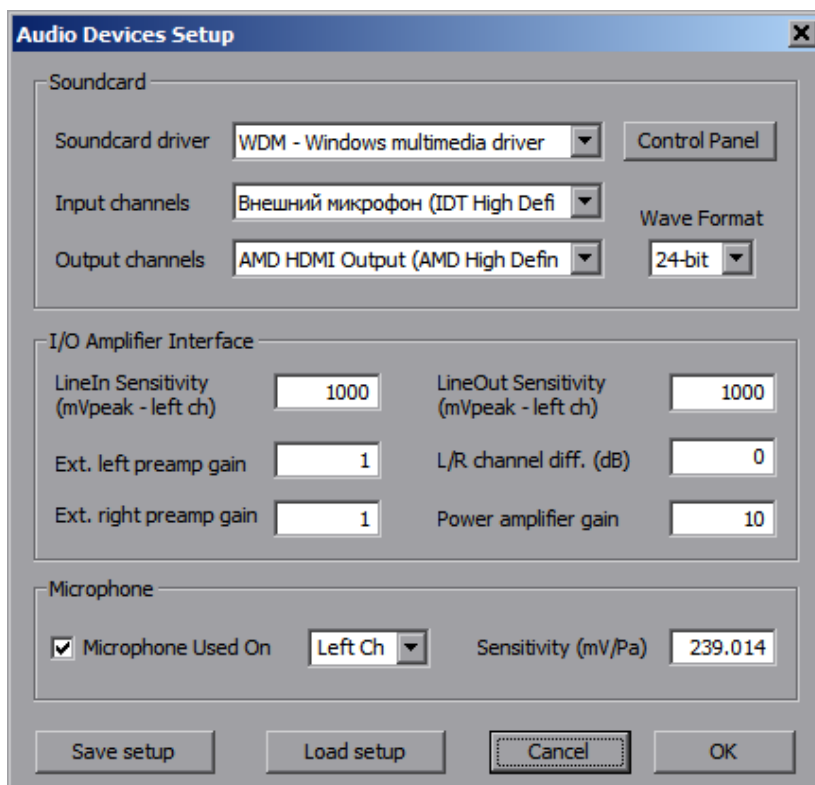 Audio Devices Setup
Soundcard
Soundcard driver WDM - Windows multimedia driver Control Panel
Input channels Внешний микрофон (IDT High Defi
Wave Format
Output channels AMD HDMI Output (AMD High Defin 24-bit
I/O Amplifier Interface
LineIn Sensitivity
(mVpeak - left ch) 1000
LineOut Sensitivity
(mVpeak - left ch) 1000
Ext. left preamp gain 1
L/R channel diff. (dB) 0
Ext. right preamp gain 1
Power amplifier gain 10
Microphone
Microphone Used On Left Ch Sensitivity (mV/Pa) 239.014
Save setup Load setup Cancel OK